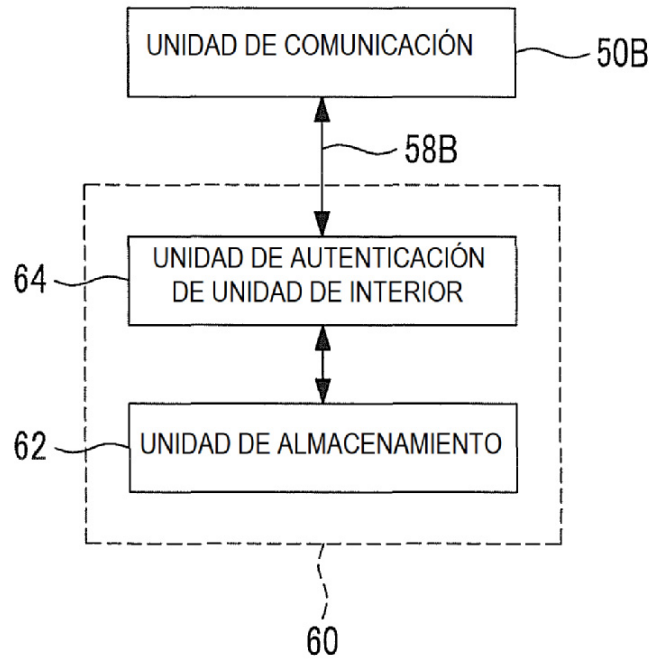 UNIDAD DE COMUNICACIÓN
50B
58B
64
UNIDAD DE AUTENTICACIÓN
DE UNIDAD DE INTERIOR
62
UNIDAD DE ALMACENAMIENTO
60